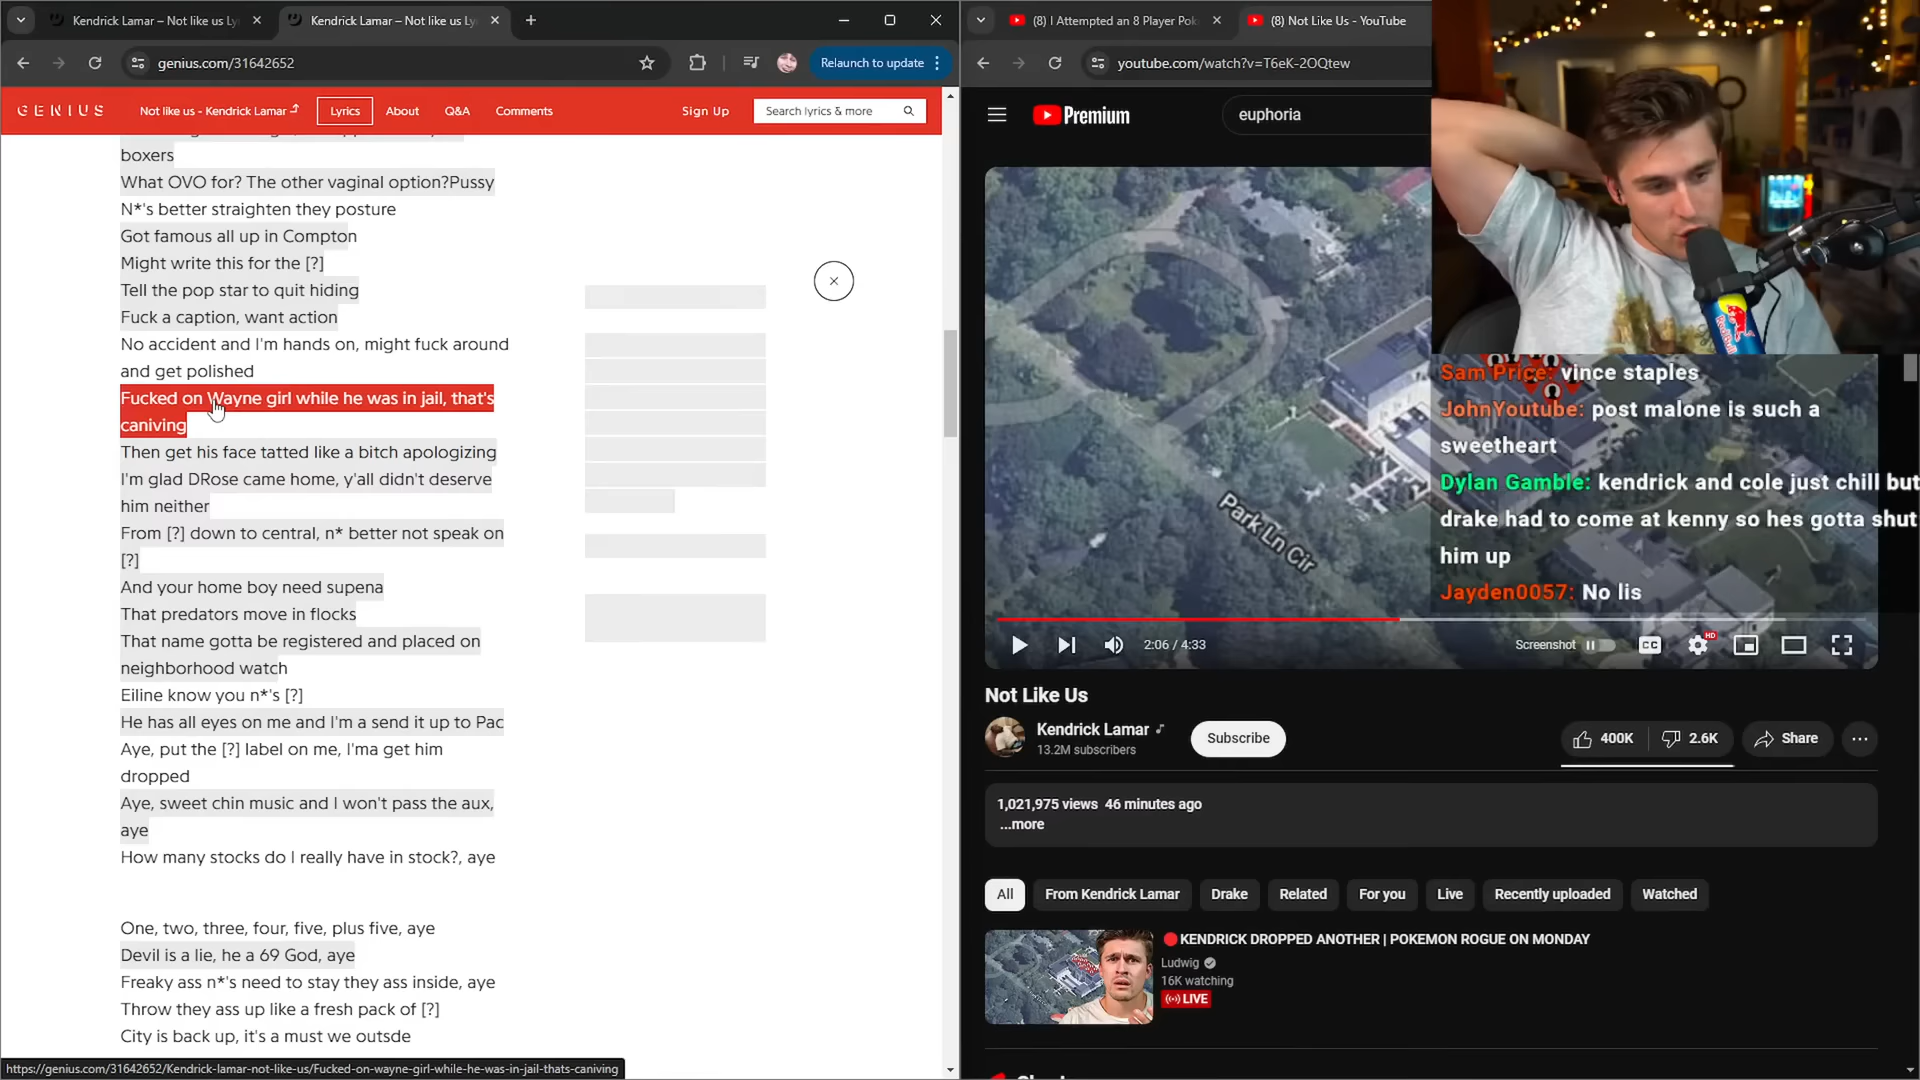 Kendrick Lamar – Not like us Ly
Kendrick Lamar – Not like us Ly
genius.com/31642652
Relaunch to update
GENIUS
Not like us - Kendrick Lamar
Lyrics
About
Q&A
Comments
Sign Up
Search lyrics & more
boxers
What OVO for? The other vaginal option?Pussy
N*'s better straighten they posture
Got famous all up in Compton
Might write this for the [?]
Tell the pop star to quit hiding
Fuck a caption, want action
No accident and I'm hands on, might fuck around
and get polished
Fucked on Wayne girl while he was in jail, that's
caniving
Then get his face tatted like a bitch apologizing
I'm glad DRose came home, y'all didn't deserve
him neither
From [?] down to central, n* better not speak on
[?]
And your home boy need supena
That predators move in flocks
That name gotta be registered and placed on
neighborhood watch
Eiline know you n*'s [?]
He has all eyes on me and I'm a send it up to Pac
Aye, put the [?] label on me, I'ma get him
dropped
Aye, sweet chin music and I won't pass the aux,
aye
How many stocks do I really have in stock?, aye
One, two, three, four, five, plus five, aye
Devil is a lie, he a 69 God, aye
Freaky ass n*'s need to stay they ass inside, aye
Throw they ass up like a fresh pack of [?]
City is back up, it's a must we outsde
https://genius.com/31642652/Kendrick-lamar-not-like-us/Fucked-on-wayne-girl-while-he-was-in-jail-thats-caniving
(8) I Attempted an 8 Player Pok
(8) Not Like Us - YouTube
youtube.com/watch?v=T6eK-2OQtew
Premium
euphoria
Park Ln Cir
Red Bull
Sam Price: vince staples
JohnYoutube: post malone is such a
sweetheart
Dylan Gamble: kendrick and cole just chill but
drake had to come at kenny so hes gotta shut
him up
Jayden0057: No lis
2:06 / 4:33
Screenshot
CC
HD
Not Like Us
Kendrick Lamar
13.2M subscribers
Subscribe
400K
2.6K
Share
1,021,975 views 46 minutes ago
...more
All
From Kendrick Lamar
Drake
Related
For you
Live
Recently uploaded
Watched
KENDRICK DROPPED ANOTHER | POKEMON ROGUE ON MONDAY
Ludwig
16K watching
LIVE